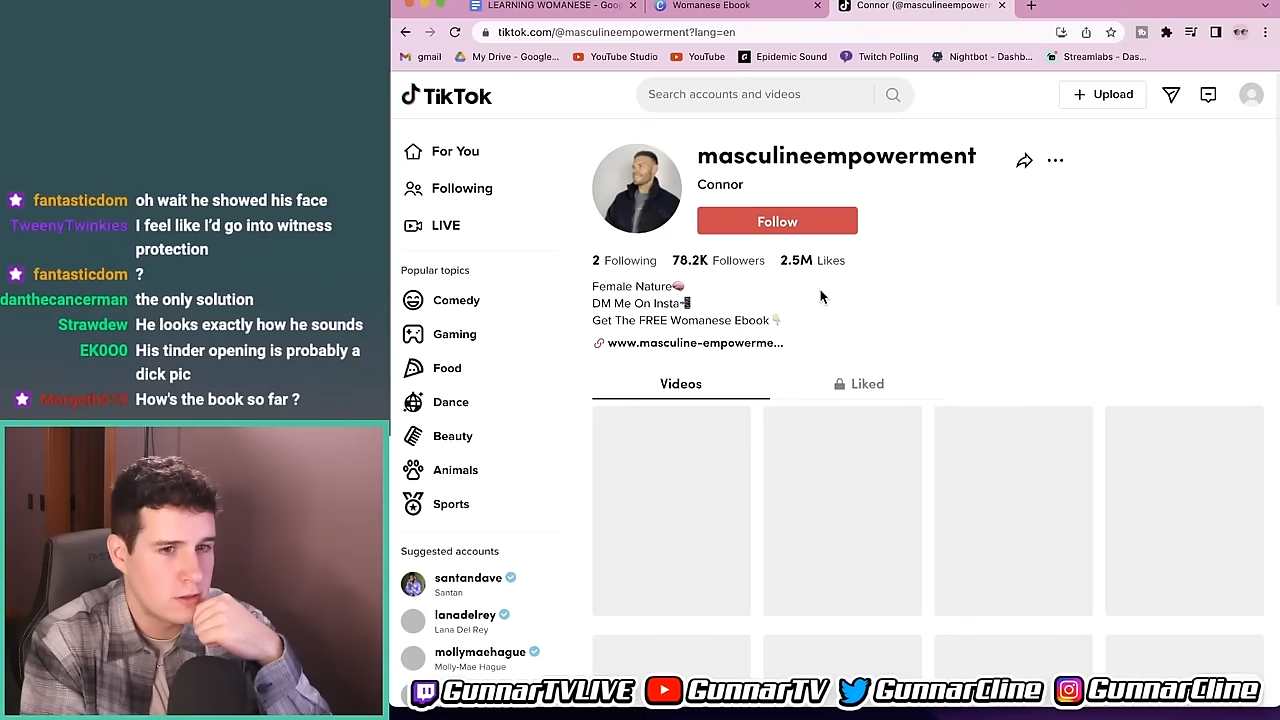 LEARNING WOMANESE - Goog
Womanese Ebook
Connor (@masculineempowerm
tiktok.com/@masculineempowerment?lang=en
gmail
My Drive - Google...
YouTube Studio
YouTube
Epidemic Sound
Twitch Polling
Nightbot - Dashb...
Streamlabs - Das...
TikTok
Search accounts and videos
Upload
For You
Following
LIVE
Popular topics
Comedy
Gaming
Food
Dance
Beauty
Animals
Sports
Suggested accounts
santandave
Santan
lanadelrey
Lana Del Rey
mollymaehague
Molly-Mae Hague
masculineempowerment
Connor
Follow
2 Following 78.2K Followers 2.5M Likes
Female Nature🧠
DM Me On Insta📲
Get The FREE Womanese Ebook👇🏻
www.masculine-empowerme...
Videos
Liked
fantasticdom oh wait he showed his face
TweenyTwinkies I feel like I'd go into witness
protection
fantasticdom ?
danthecancerman the only solution
Strawdew He looks exactly how he sounds
EK0O0 His tinder opening is probably a
dick pic
Morgoth019 How's the book so far ?
GunnarTVLIVE
GunnarTV
GunnarCline
GunnarCline